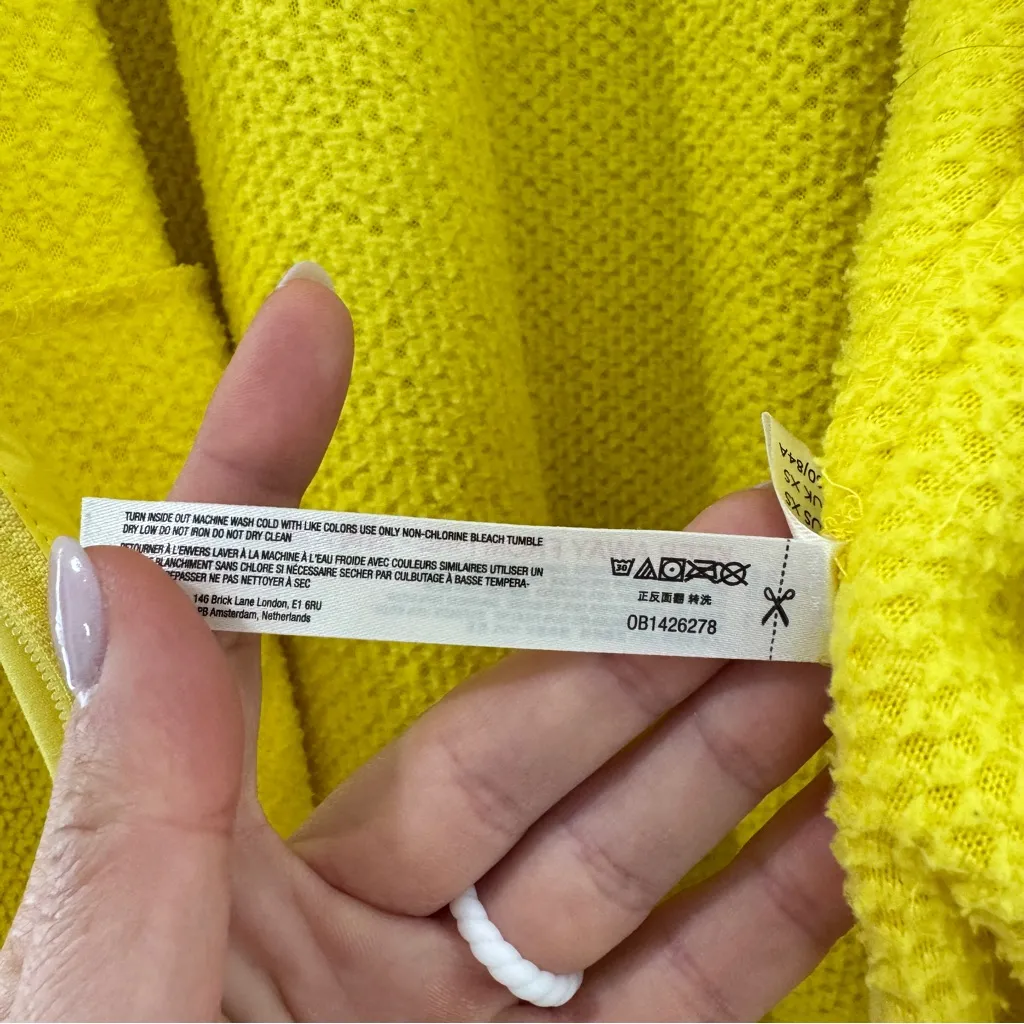 TURN INSIDE OUT MACHINE WASH COLD WITH LIKE COLORS USE ONLY NON-CHLORINE BLEACH TUMBLE
DRY LOW DO NOT IRON DO NOT DRY CLEAN
RETOURNER À L'ENVERS LAVER À LA MACHINE À L'EAU FROIDE AVEC COULEURS SIMILAIRES UTILISER UN
BLANCHIMENT SANS CHLORE SI NÉCESSAIRE SECHER PAR CULBUTAGE À BASSE TEMPERA-
NE PAS NETTOYER À SEC
146 Brick Lane London, E1 6RU
Amsterdam, Netherlands
30
正反面翻 转洗
0B1426278
US XS
UK XS
/84A